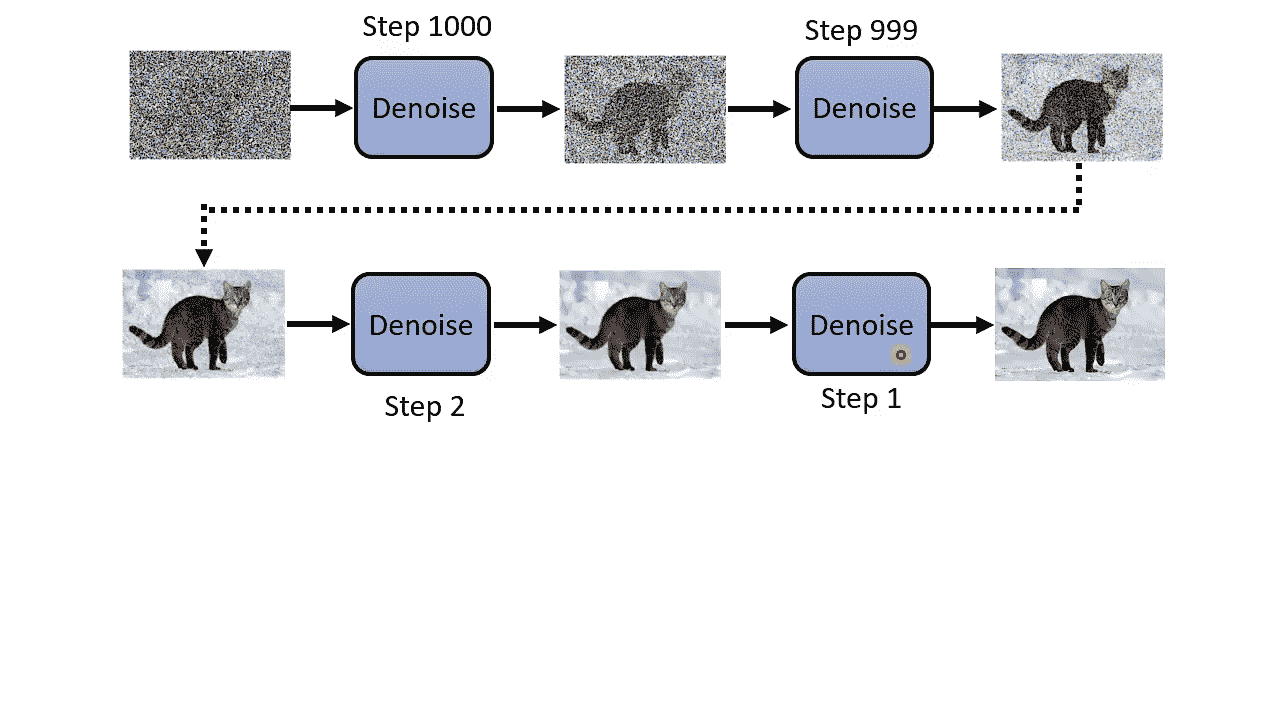 Step 1000
Step 999
Denoise
Denoise
Denoise
Denoise
Step 2
Step 1